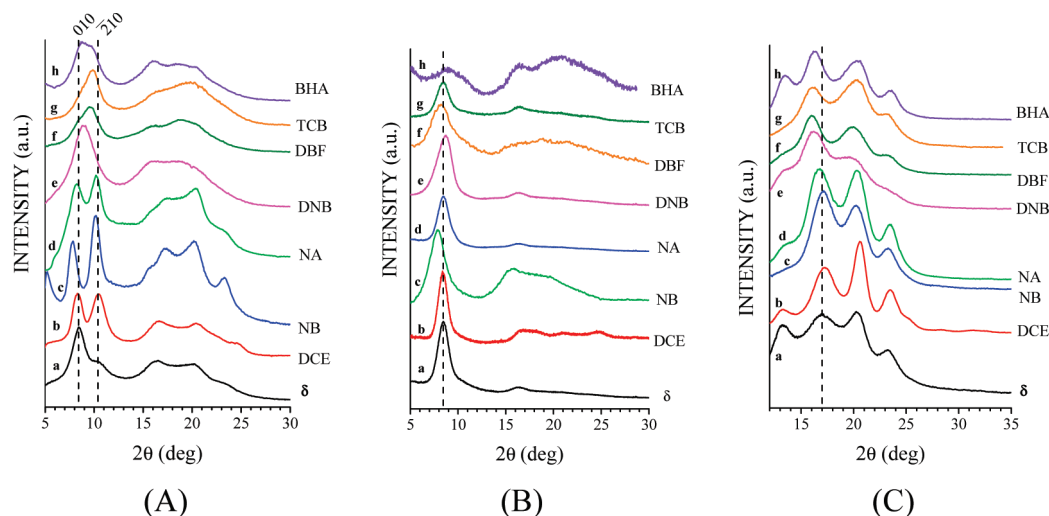 010
2̅10
INTENSITY (a.u.)
h
BHA
g
TCB
f
DBF
e
DNB
d
NA
c
NB
b
DCE
a
δ
5 10 15 20 25 30
2θ (deg)
(A)
INTENSITY (a.u.)
h
BHA
g
TCB
f
DBF
e
DNB
d
NA
c
NB
b
DCE
a
δ
5 10 15 20 25 30
2θ (deg)
(B)
INTENSITY (a.u.)
h
BHA
g
TCB
f
DBF
e
DNB
d
NA
c
NB
b
DCE
a
δ
15 20 25 30 35
2θ (deg)
(C)